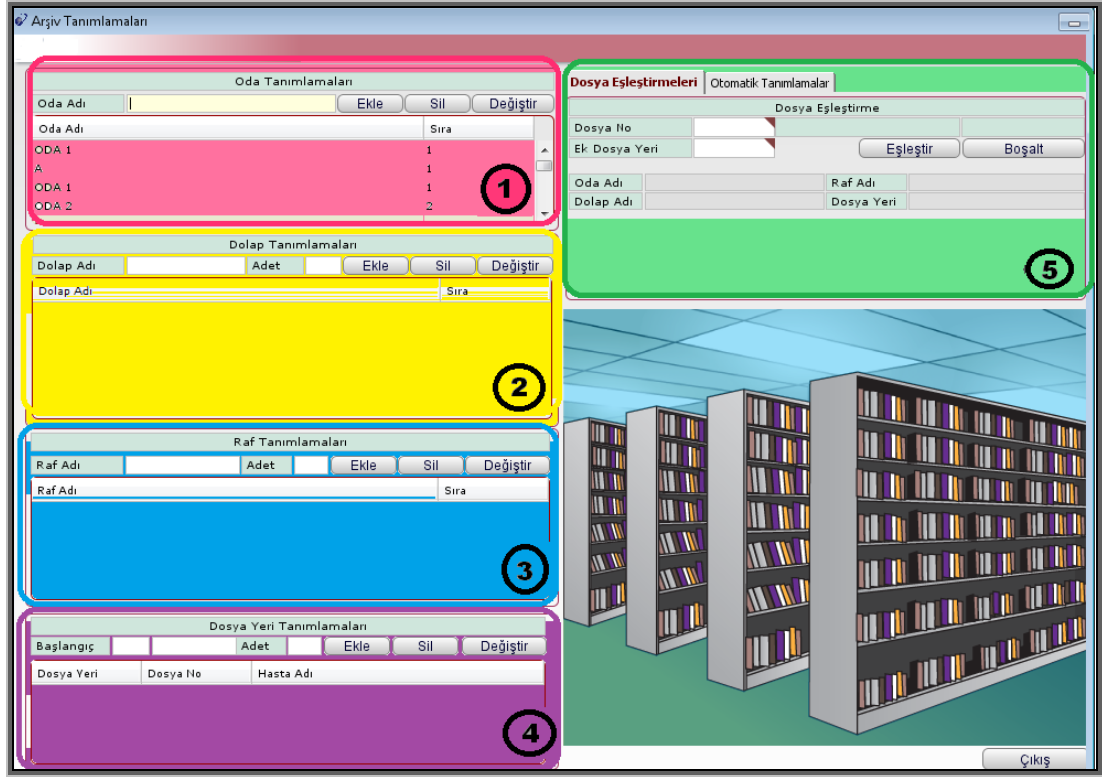 Arşiv Tanımlamaları
Oda Tanımlamaları
Oda Adı Ekle Sil Değiştir
Oda Adı Sıra
ODA 1 1
A 1
ODA 1 1
ODA 2 2
1
Dolap Tanımlamaları
Dolap Adı Adet Ekle Sil Değiştir
Dolap Adı Sıra
2
Raf Tanımlamaları
Raf Adı Adet Ekle Sil Değiştir
Raf Adı Sıra
3
Dosya Yeri Tanımlamaları
Başlangıç Adet Ekle Sil Değiştir
Dosya Yeri Dosya No Hasta Adı
4
Dosya Eşleştirmeleri Otomatik Tanımlamalar
Dosya Eşleştirme
Dosya No
Ek Dosya Yeri Eşleştir Boşalt
Oda Adı Raf Adı
Dolap Adı Dosya Yeri
5
Çıkış